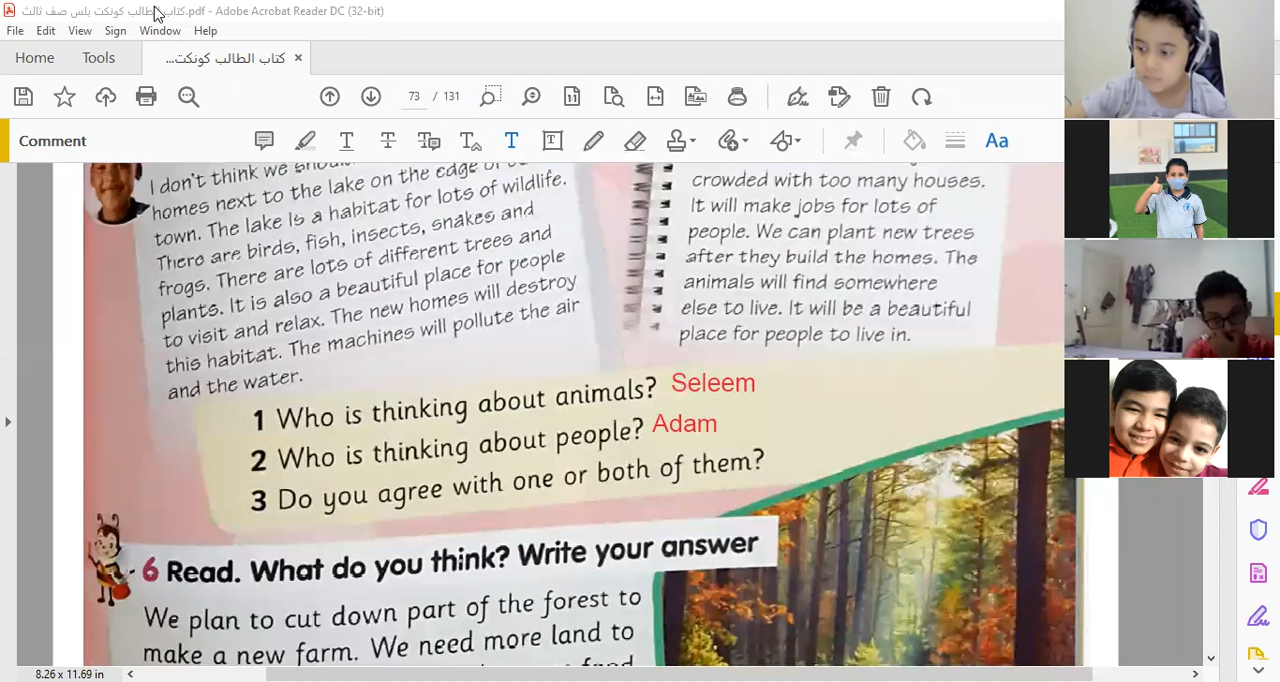 كتاب الطالب كونكت بلس صف ثالث.pdf - Adobe Acrobat Reader DC (32-bit)
File Edit View Sign Window Help
Home Tools كتاب الطالب كونكت... ×
73 / 131
Comment
I don't think we
homes next to the lake on the edge of
town. The lake is a habitat for lots of wildlife.
There are birds, fish, insects, snakes and
frogs. There are lots of different trees and
plants. It is also a beautiful place for people
to visit and relax. The new homes will destroy
this habitat. The machines will pollute the air
and the water.
crowded with too many houses.
It will make jobs for lots of
people. We can plant new trees
after they build the homes. The
animals will find somewhere
else to live. It will be a beautiful
place for people to live in.
1 Who is thinking about animals? Seleem
2 Who is thinking about people? Adam
3 Do you agree with one or both of them?
6 Read. What do you think? Write your answer
We plan to cut down part of the forest to
make a new farm. We need more land to
8.26 x 11.69 in